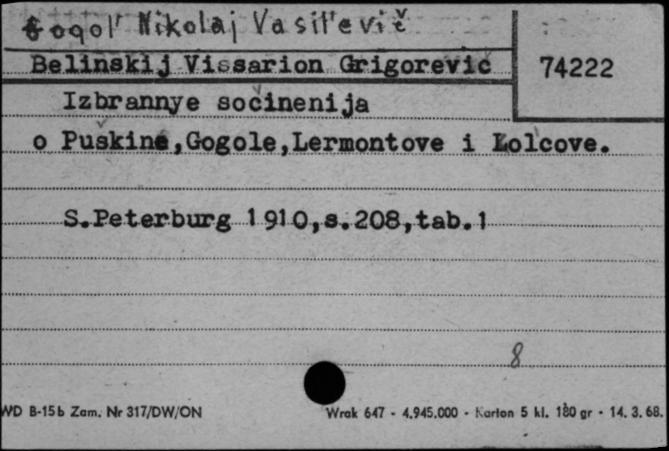 Gogol' Nikolaj Vasil'evič
Belinskij Vissarion Grigorevič
74222
Izbrannye sočinenija
o Puškine,Gogole,Lermontove i Kolcove.
S.Peterburg 1910,s.208,tab.1
8
WD B-15b Zam. Nr 317/DW/ON
Wrak 647 - 4.945.000 - Karton 5 kl. 180 gr - 14. 3. 68.